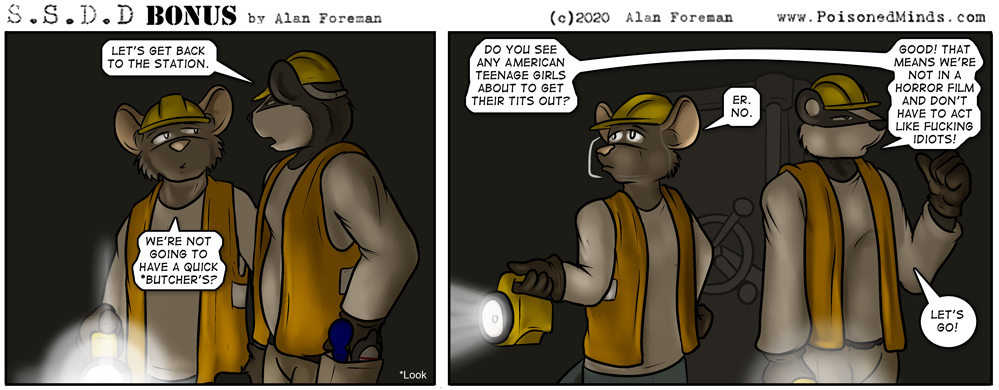 S.S.D.D BONUS by Alan Foreman (c)2020 Alan Foreman www.PoisonedMinds.com
LET'S GET BACK
TO THE STATION.
WE'RE NOT
GOING TO
HAVE A QUICK
*BUTCHER'S?
*Look
DO YOU SEE
ANY AMERICAN
TEENAGE GIRLS
ABOUT TO GET
THEIR TITS OUT?
ER.
NO.
GOOD! THAT
MEANS WE'RE
NOT IN A
HORROR FILM
AND DON'T
HAVE TO ACT
LIKE FUCKING
IDIOTS!
LET'S
GO!